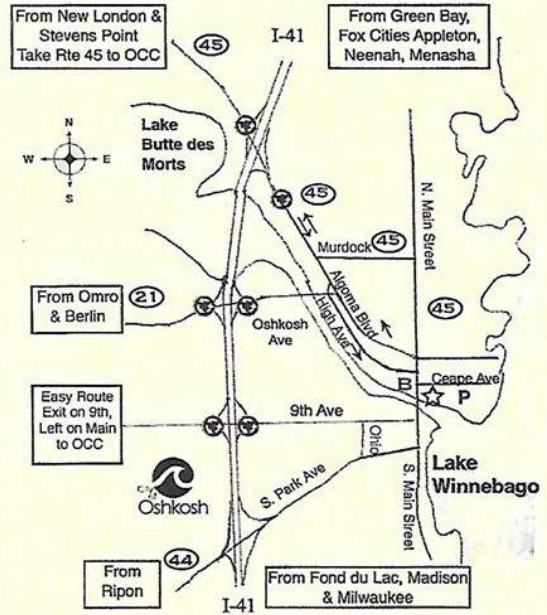 From New London &
Stevens Point
Take Rte 45 to OCC
From Green Bay,
Fox Cities Appleton,
Neenah, Menasha
I-41
45
Lake
Butte des
Morts
N
W
E
S
45
Murdock
45
N. Main Street
From Omro
& Berlin
21
Oshkosh
Ave
High Ave
Algoma Blvd
45
Easy Route
Exit on 9th,
Left on Main
to OCC
B
Ceape Ave
P
9th Ave
Ohio
Lake
Winnebago
S. Main Street
S. Park Ave
Oshkosh
44
From
Ripon
I-41
From Fond du Lac, Madison
& Milwaukee